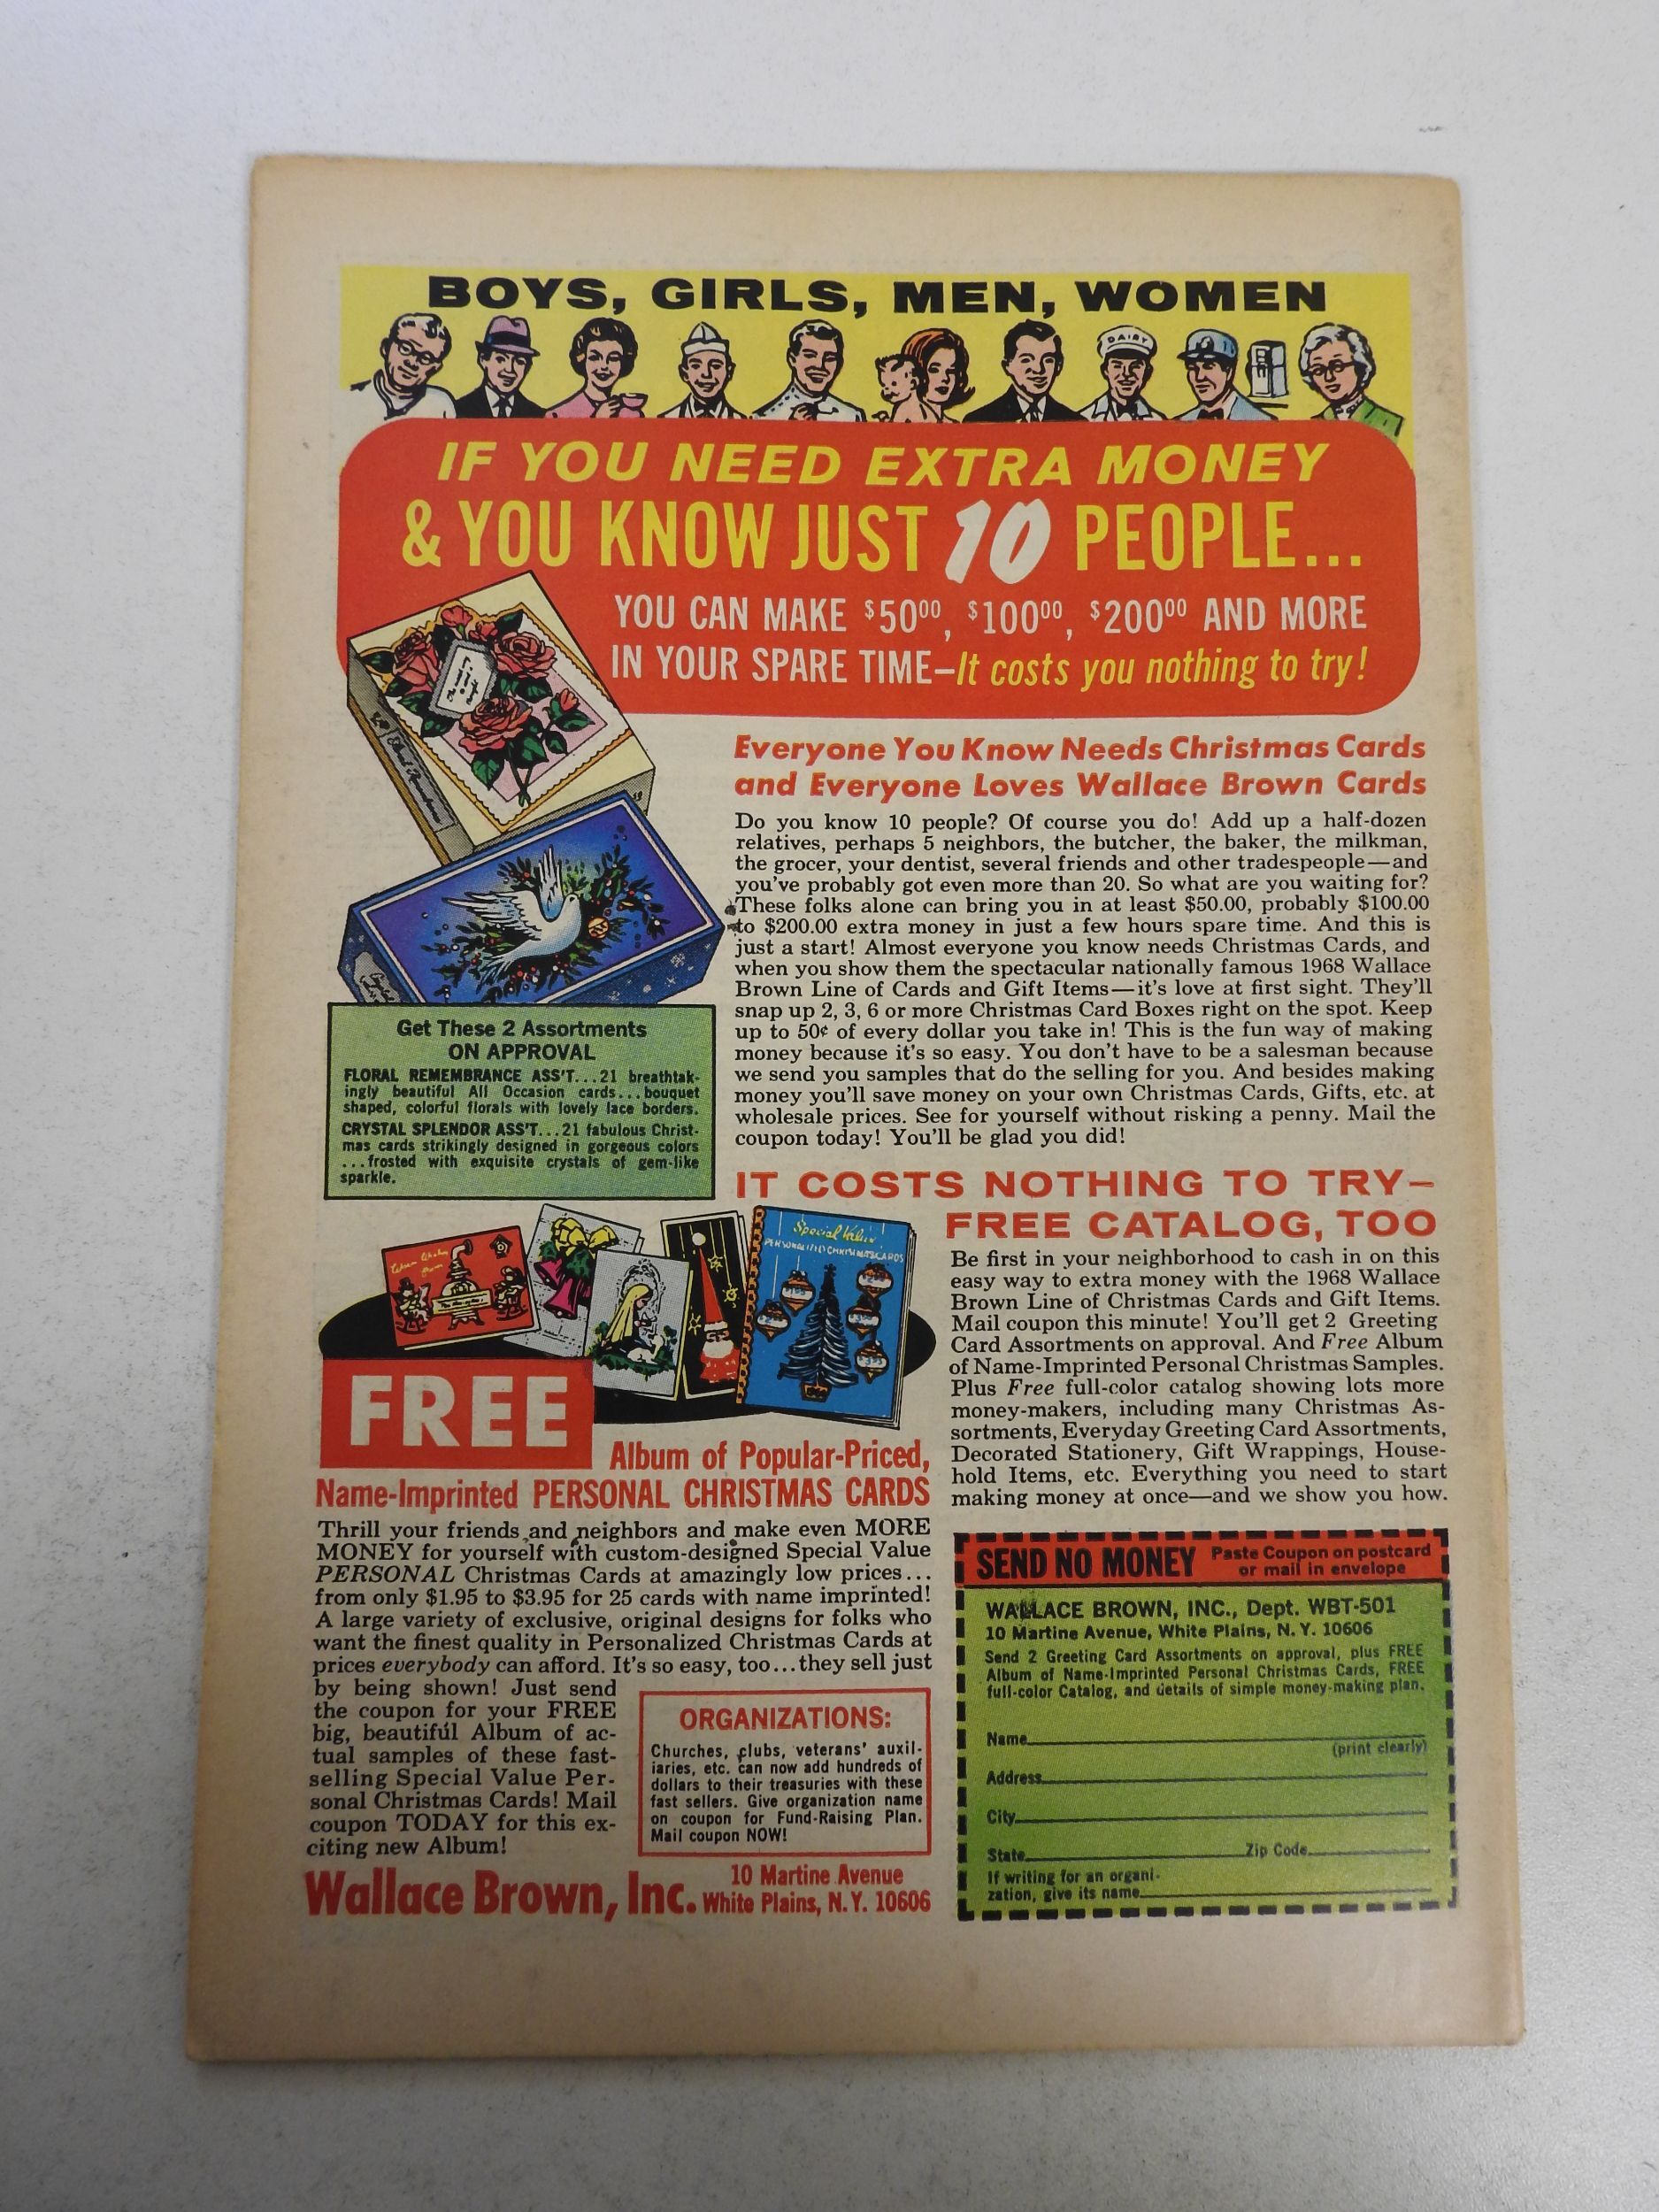 BOYS, GIRLS, MEN, WOMEN
DAIRY
IF YOU NEED EXTRA MONEY
& YOU KNOW JUST 10 PEOPLE...
YOU CAN MAKE $5000, $10000, $20000 AND MORE
IN YOUR SPARE TIME—It costs you nothing to try!
Everyone You Know Needs Christmas Cards
and Everyone Loves Wallace Brown Cards
Do you know 10 people? Of course you do! Add up a half-dozen
relatives, perhaps 5 neighbors, the butcher, the baker, the milkman,
the grocer, your dentist, several friends and other tradespeople—and
you've probably got even more than 20. So what are you waiting for?
These folks alone can bring you in at least $50.00, probably $100.00
to $200.00 extra money in just a few hours spare time. And this is
just a start! Almost everyone you know needs Christmas Cards, and
when you show them the spectacular nationally famous 1968 Wallace
Brown Line of Cards and Gift Items—it's love at first sight. They'll
snap up 2, 3, 6 or more Christmas Card Boxes right on the spot. Keep
up to 50¢ of every dollar you take in! This is the fun way of making
money because it's so easy. You don't have to be a salesman because
we send you samples that do the selling for you. And besides making
money you'll save money on your own Christmas Cards, Gifts, etc. at
wholesale prices. See for yourself without risking a penny. Mail the
coupon today! You'll be glad you did!
Get These 2 Assortments
ON APPROVAL
FLORAL REMEMBRANCE ASS'T...21 breathtak-
ingly beautiful All Occasion cards...bouquet
shaped, colorful florals with lovely lace borders.
CRYSTAL SPLENDOR ASS'T...21 fabulous Christ-
mas cards strikingly designed in gorgeous colors
...frosted with exquisite crystals of gem-like
sparkle.
IT COSTS NOTHING TO TRY—
FREE CATALOG, TOO
Be first in your neighborhood to cash in on this
easy way to extra money with the 1968 Wallace
Brown Line of Christmas Cards and Gift Items.
Mail coupon this minute! You'll get 2 Greeting
Card Assortments on approval. And Free Album
of Name-Imprinted Personal Christmas Samples.
Plus Free full-color catalog showing lots more
money-makers, including many Christmas As-
sortments, Everyday Greeting Card Assortments,
Decorated Stationery, Gift Wrappings, House-
hold Items, etc. Everything you need to start
making money at once—and we show you how.
Special Value
PERSONALIZED CHRISTMAS CARDS
FREE
Album of Popular-Priced,
Name-Imprinted PERSONAL CHRISTMAS CARDS
Thrill your friends and neighbors and make even MORE
MONEY for yourself with custom-designed Special Value
PERSONAL Christmas Cards at amazingly low prices...
from only $1.95 to $3.95 for 25 cards with name imprinted!
A large variety of exclusive, original designs for folks who
want the finest quality in Personalized Christmas Cards at
prices everybody can afford. It's so easy, too...they sell just
by being shown! Just send
the coupon for your FREE
big, beautiful Album of ac-
tual samples of these fast-
selling Special Value Per-
sonal Christmas Cards! Mail
coupon TODAY for this ex-
citing new Album!
ORGANIZATIONS:
Churches, clubs, veterans' auxil-
iaries, etc. can now add hundreds of
dollars to their treasuries with these
fast sellers. Give organization name
on coupon for Fund-Raising Plan.
Mail coupon NOW!
Wallace Brown, Inc.
10 Martine Avenue
White Plains, N.Y. 10606
SEND NO MONEY
Paste Coupon on postcard
or mail in envelope
WALLACE BROWN, INC., Dept. WBT-501
10 Martine Avenue, White Plains, N.Y. 10606
Send 2 Greeting Card Assortments on approval, plus FREE
Album of Name-Imprinted Personal Christmas Cards, FREE
full-color Catalog, and details of simple money-making plan.
Name
(print clearly)
Address
City
State Zip Code
If writing for an organi-
zation, give its name